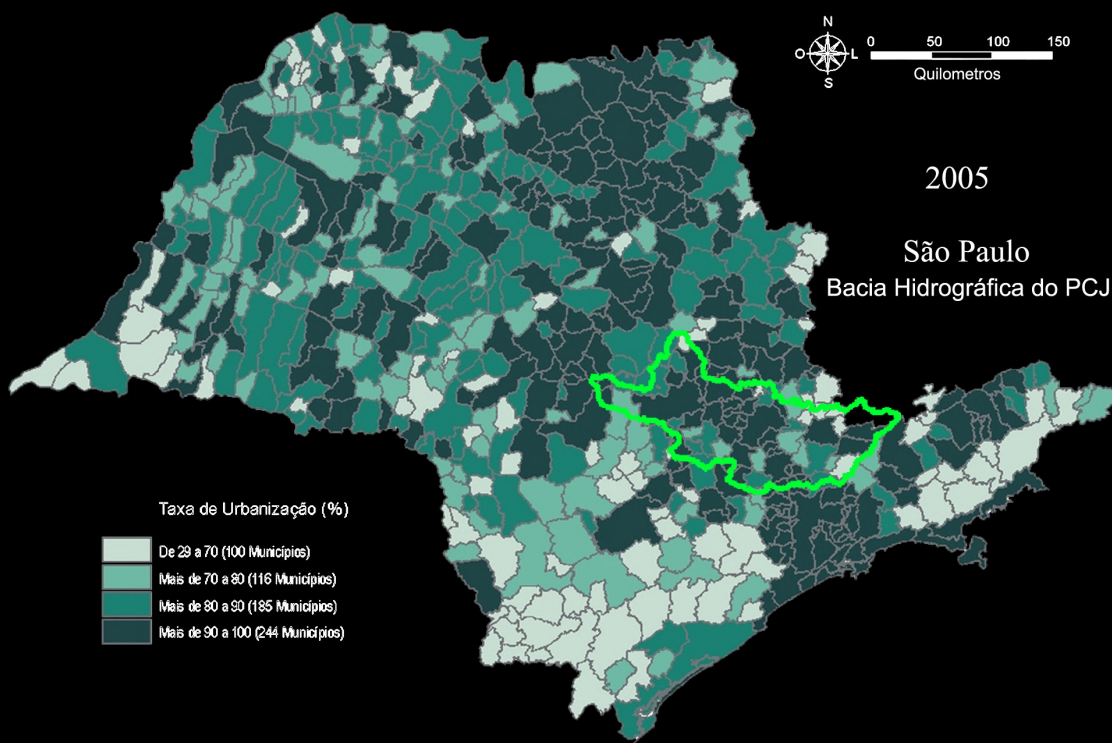 N
O L
S
0 50 100 150
Quilometros
2005
São Paulo
Bacia Hidrográfica do PCJ
Taxa de Urbanização (%)
De 29 a 70 (100 Municípios)
Mais de 70 a 80 (116 Municípios)
Mais de 80 a 90 (185 Municípios)
Mais de 90 a 100 (244 Municípios)